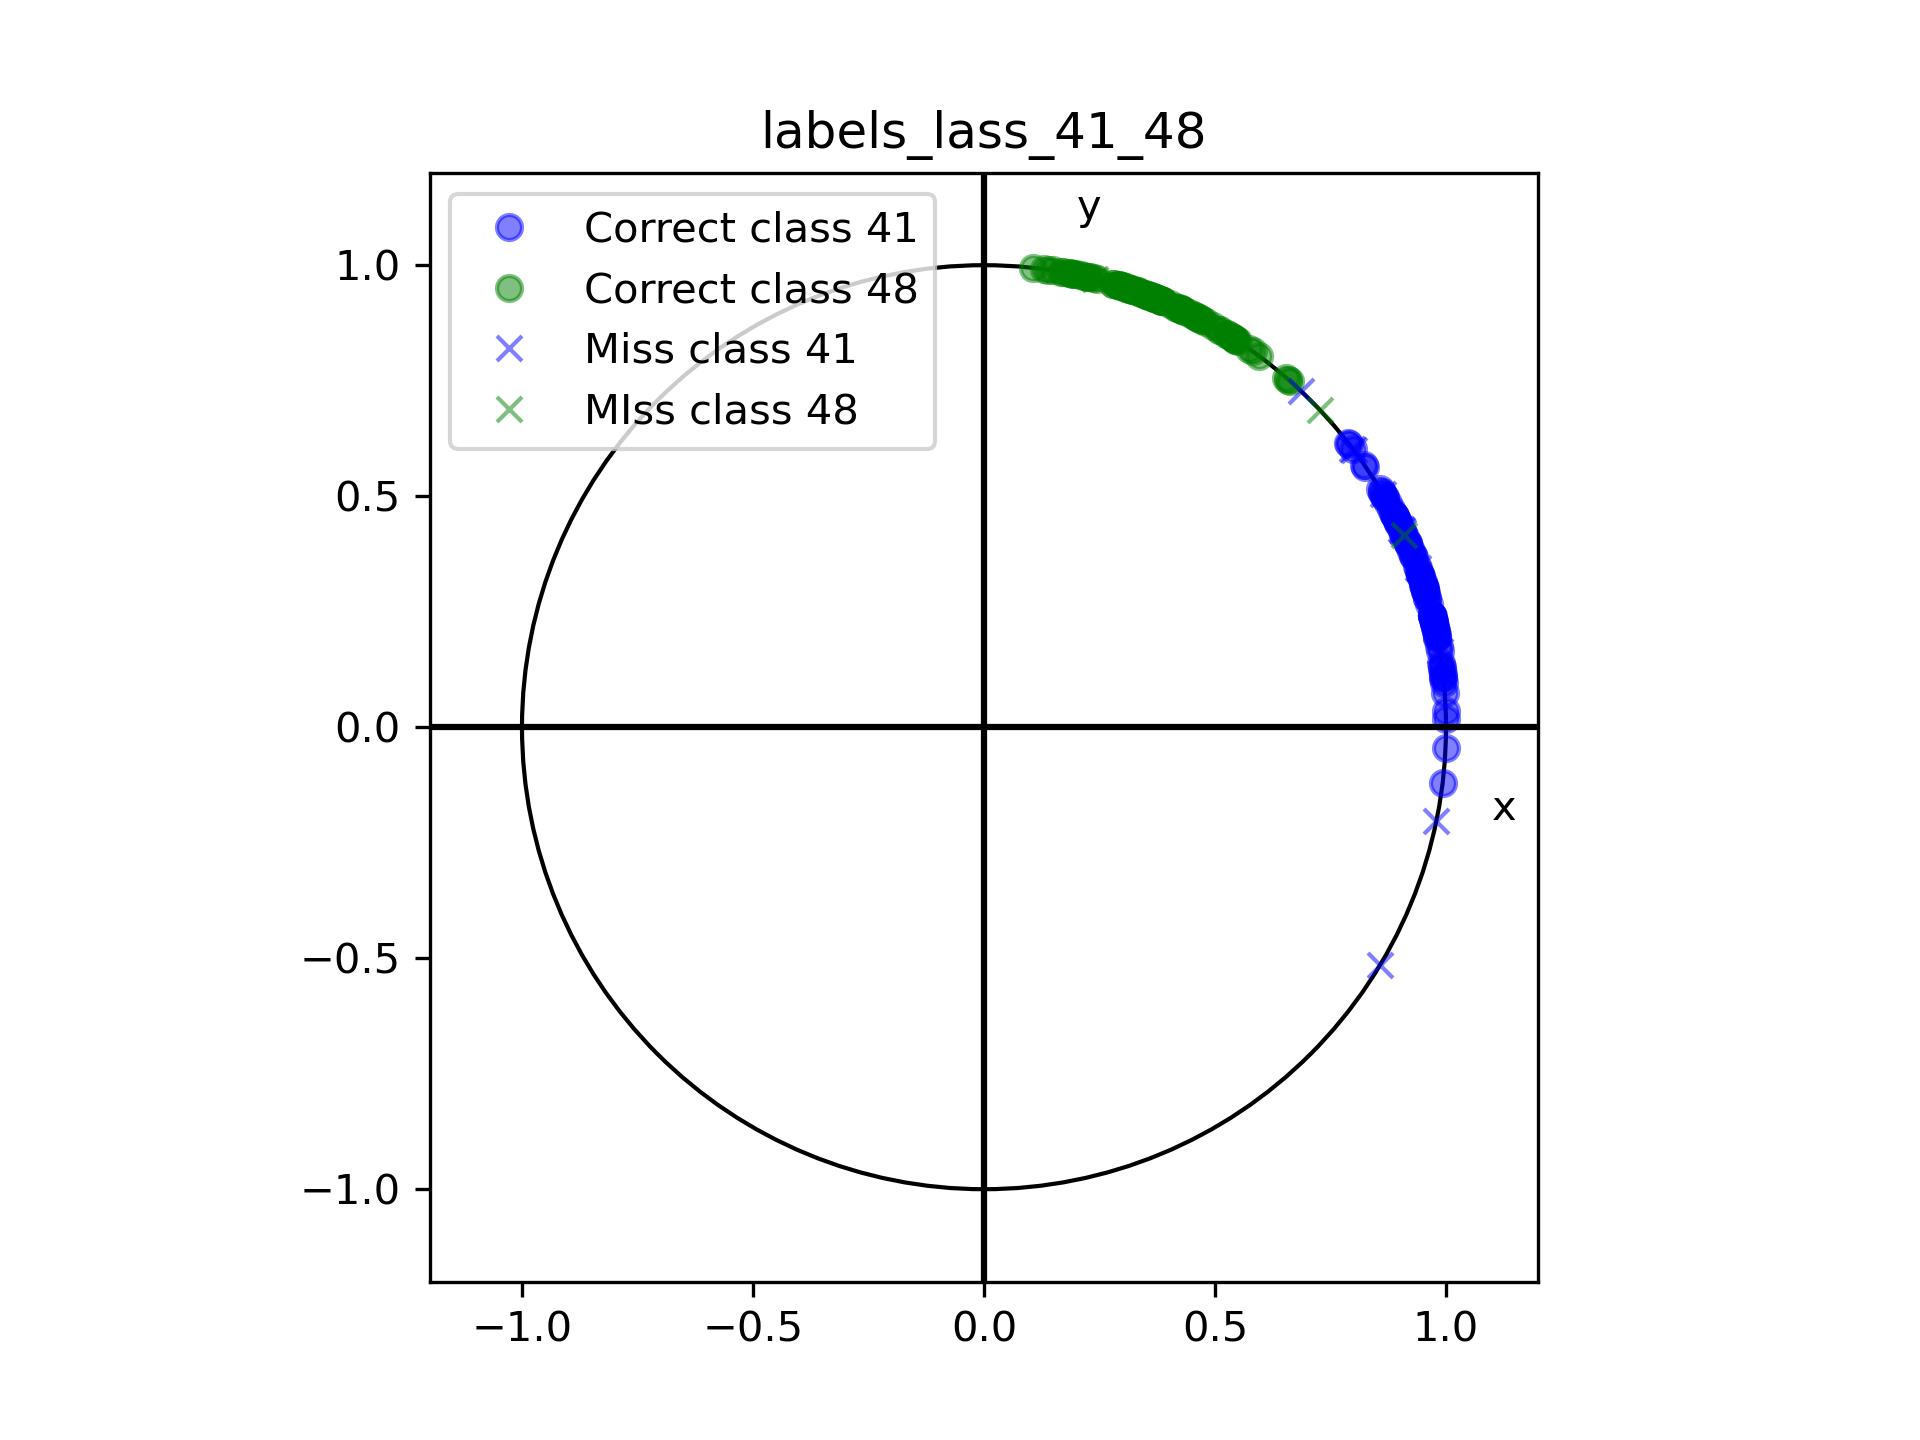 labels_lass_41_48
y
Correct class 41
Correct class 48
Miss class 41
MIss class 48
1.0
0.5
0.0
−0.5
−1.0
x
−1.0 −0.5 0.0 0.5 1.0